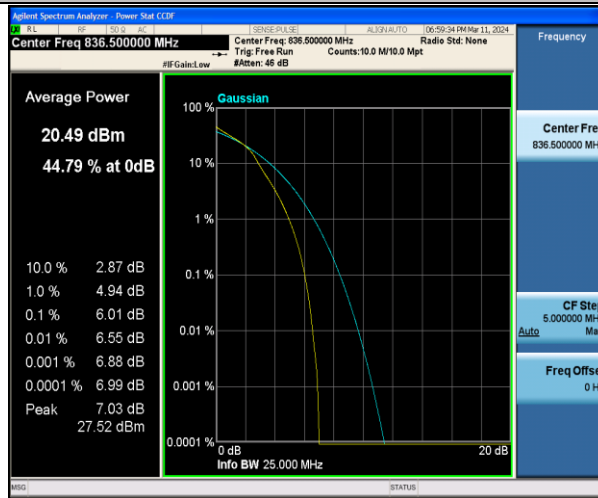 Agilent Spectrum Analyzer - Power Stat CCDF
RL RF 50 Ω AC SENSE:PULSE ALIGN AUTO 06:59:34 PM Mar 11, 2024
Center Freq 836.500000 MHz
Center Freq: 836.500000 MHz Radio Std: None
Trig: Free Run Counts:10.0 M/10.0 Mpt
#IFGain:Low #Atten: 46 dB
Frequency
Average Power
20.49 dBm
44.79 % at 0dB
10.0 % 2.87 dB
1.0 % 4.94 dB
0.1 % 6.01 dB
0.01 % 6.55 dB
0.001 % 6.88 dB
0.0001 % 6.99 dB
Peak 7.03 dB
27.52 dBm
Gaussian
100 %
10 %
1 %
0.1 %
0.01 %
0.001 %
0.0001 %
0 dB 20 dB
Info BW 25.000 MHz
Center Fre
836.500000 MH
CF Ste
5.000000 MH
Auto Ma
Freq Offse
0 H
MSG STATUS